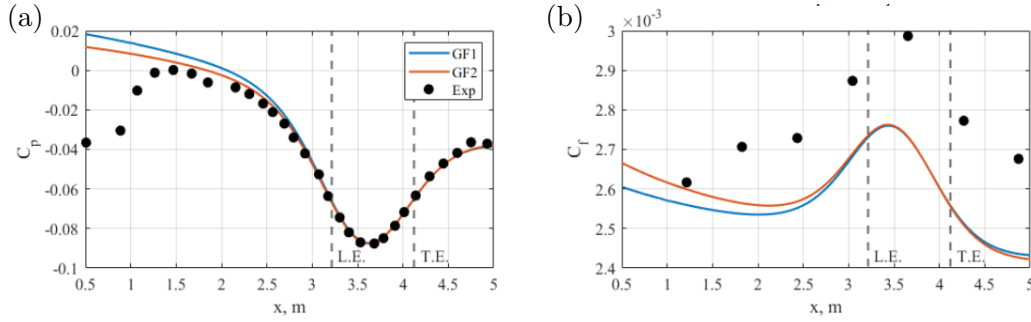 (a)
0.02
0
-0.02
-0.04
-0.06
-0.08
-0.1
C_p
GF1
GF2
Exp
L.E.
T.E.
0.5 1 1.5 2 2.5 3 3.5 4 4.5 5
x, m
(b)
×10⁻³
3
2.9
2.8
2.7
2.6
2.5
2.4
C_f
L.E.
T.E.
0.5 1 1.5 2 2.5 3 3.5 4 4.5 5
x, m